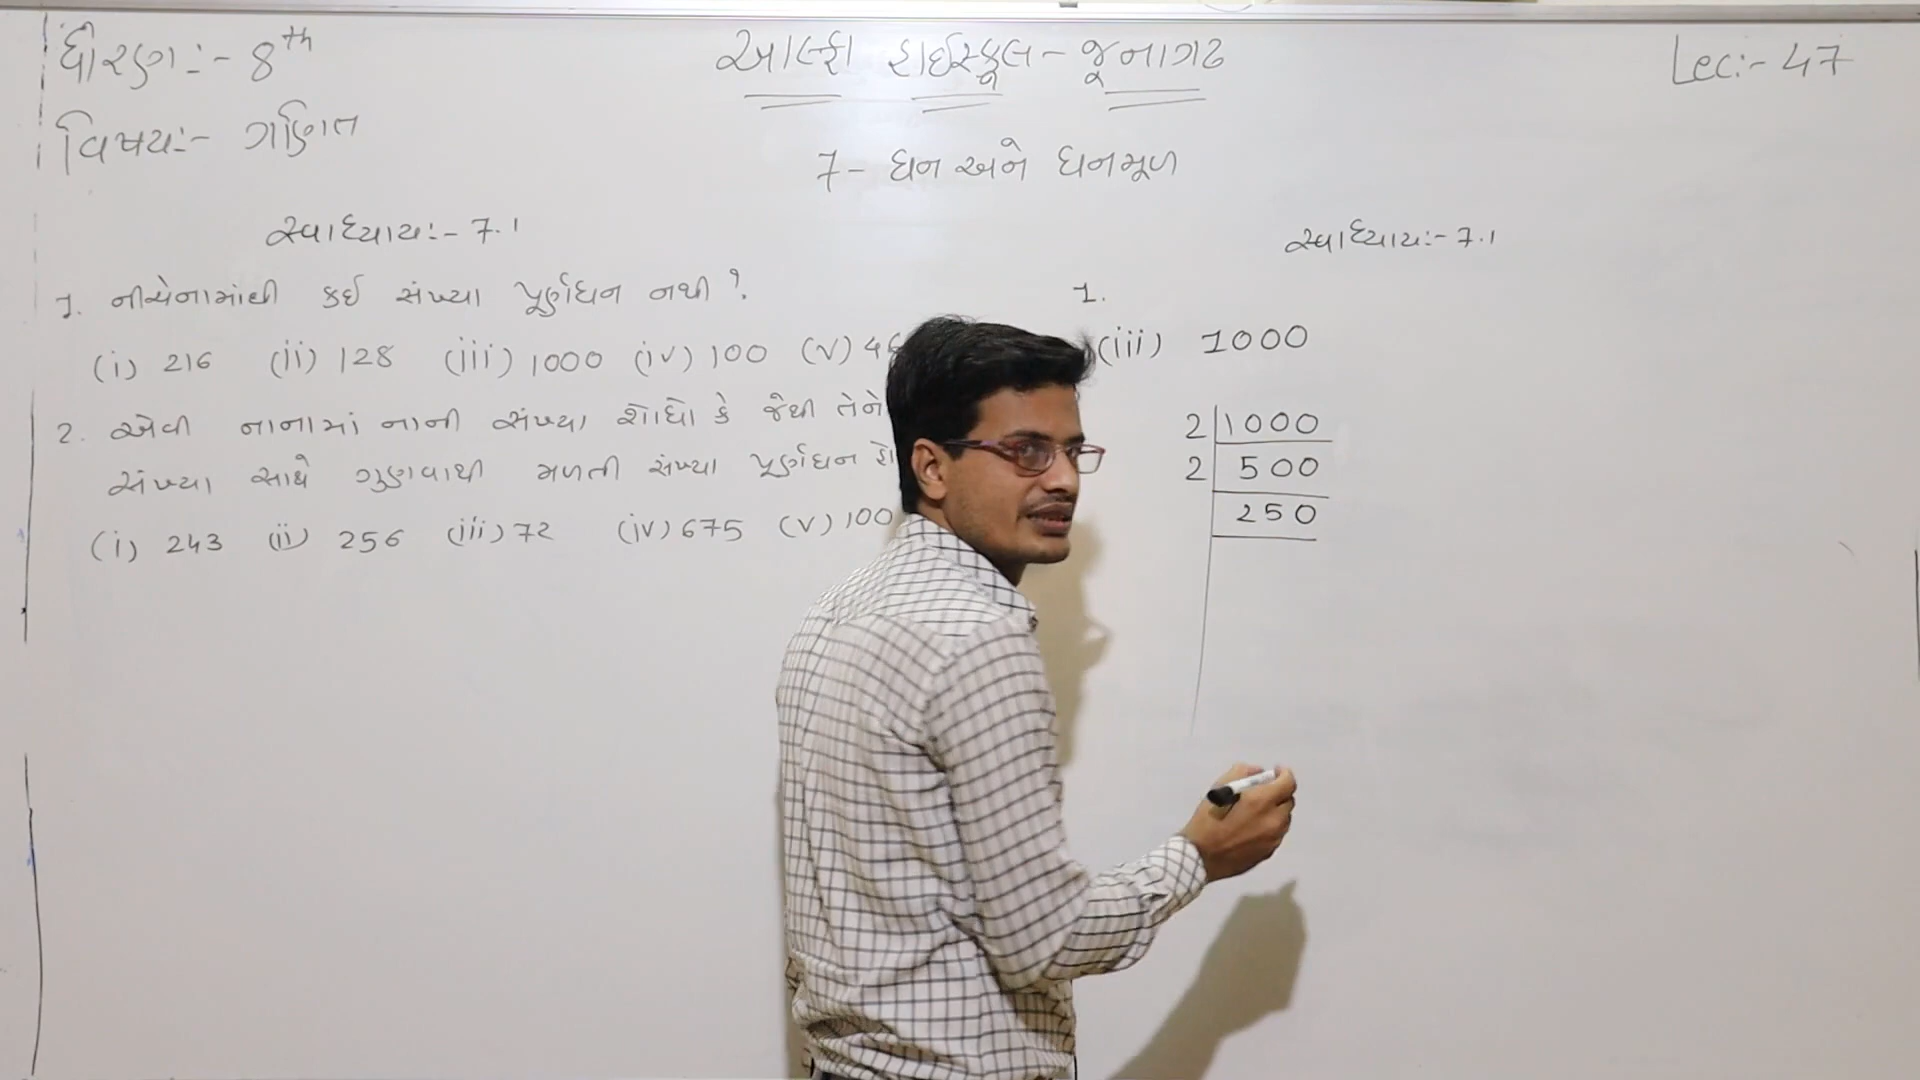 ધોરણ:- 8th
વિષય:- ગણિત
આલ્ફા હાઈસ્કૂલ - જૂનાગઢ
Lec:- 47
7 - ઘન અને ઘનમૂળ
સ્વાધ્યાય:- 7.1
1. નીચેનામાંથી કઈ સંખ્યા પૂર્ણઘન નથી ?
(i) 216 (ii) 128 (iii) 1000 (iv) 100 (v) 46
2. એવી નાનામાં નાની સંખ્યા શોધો કે જેથી તેને
સંખ્યા સાથે ગુણવાથી મળતી સંખ્યા પૂર્ણઘન હો
(i) 243 (ii) 256 (iii) 72 (iv) 675 (v) 100
સ્વાધ્યાય:- 7.1
1.
(iii) 1000
2 1000
2 500
250